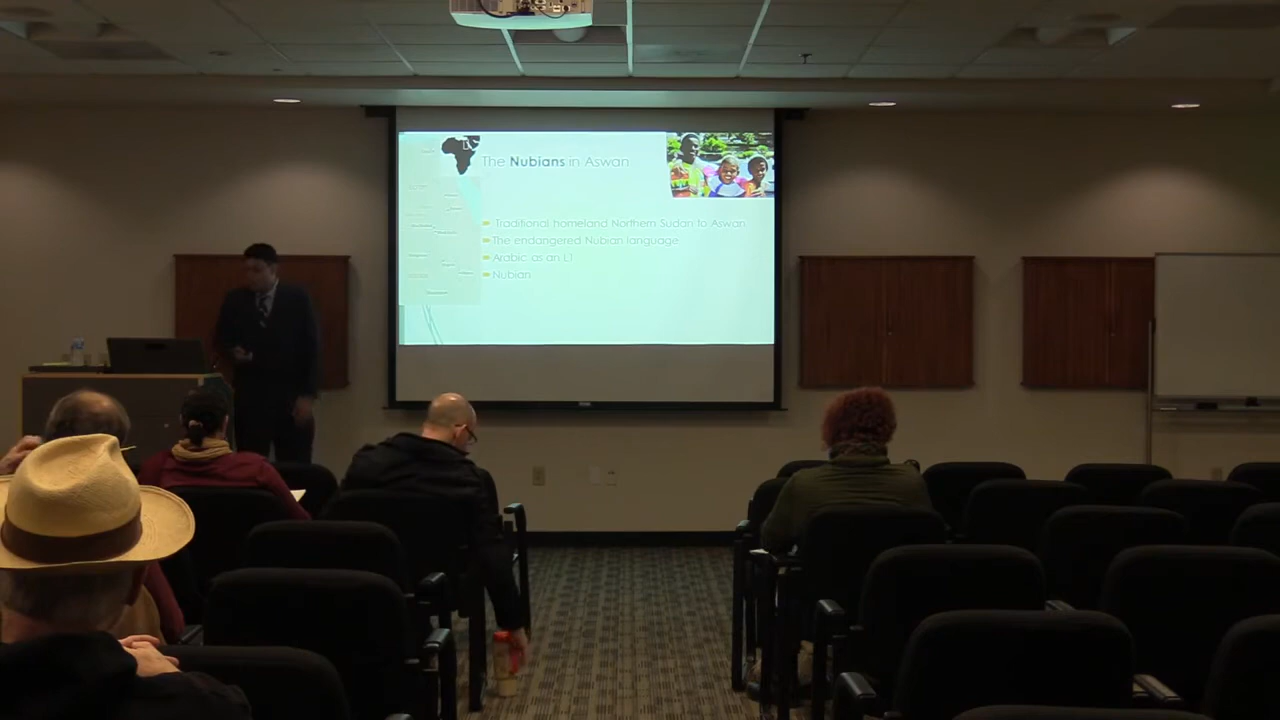 The Nubians in Aswan
Traditional homeland Northern Sudan to Aswan
The endangered Nubian language
Arabic as an L1
Nubian